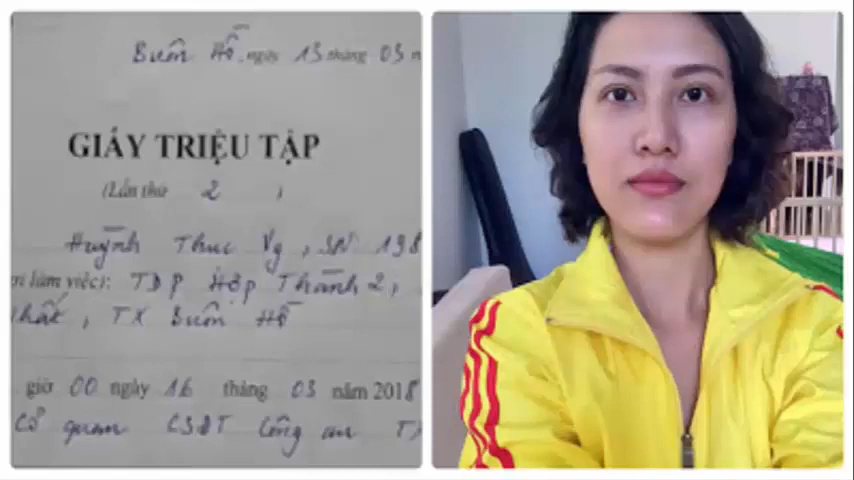 Buôn Hồ, ngày 13 tháng 03 n
GIẤY TRIỆU TẬP
(Lần thứ 2 )
Huỳnh Thục Vy, SN 198
n làm việc): TDP Hợp Thành 2,
Nhất, TX Buôn Hồ
giờ 00 ngày 16 tháng 03 năm 2018
Cơ quan CSĐT Công an TX